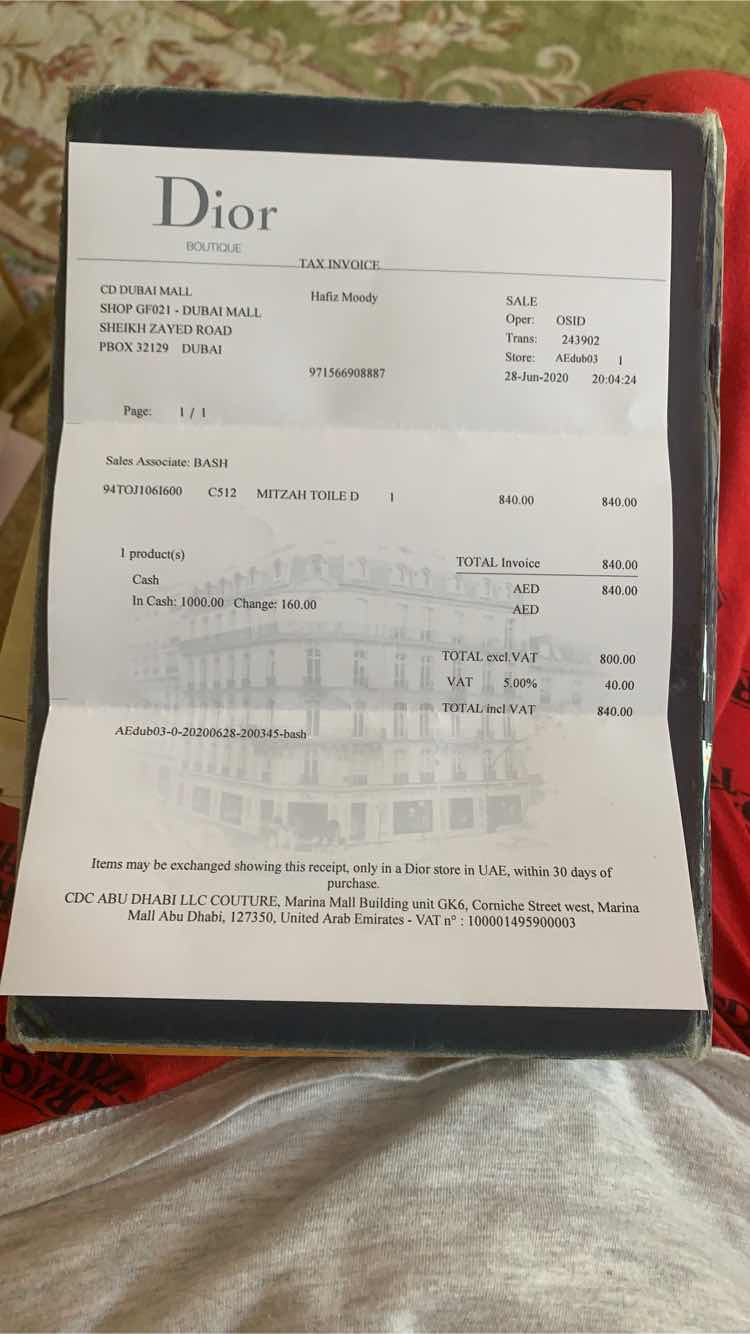 Dior
BOUTIQUE
TAX INVOICE
CD DUBAI MALL
SHOP GF021 - DUBAI MALL
SHEIKH ZAYED ROAD
PBOX 32129 DUBAI
Hafiz Moody
971566908887
SALE
Oper: OSID
Trans: 243902
Store: AEdub03 1
28-Jun-2020 20:04:24
Page: 1 / 1
Sales Associate: BASH
94TOJ106I600 C512 MITZAH TOILE D 1 840.00 840.00
1 product(s)
TOTAL Invoice 840.00
Cash AED 840.00
In Cash: 1000.00 Change: 160.00 AED
TOTAL excl.VAT 800.00
VAT 5.00% 40.00
TOTAL incl VAT 840.00
AEdub03-0-20200628-200345-bash
Items may be exchanged showing this receipt, only in a Dior store in UAE, within 30 days of
purchase.
CDC ABU DHABI LLC COUTURE, Marina Mall Building unit GK6, Corniche Street west, Marina
Mall Abu Dhabi, 127350, United Arab Emirates - VAT n° : 100001495900003